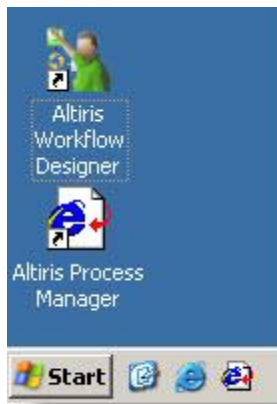 Altiris
Workflow
Designer
Altiris Process
Manager
Start